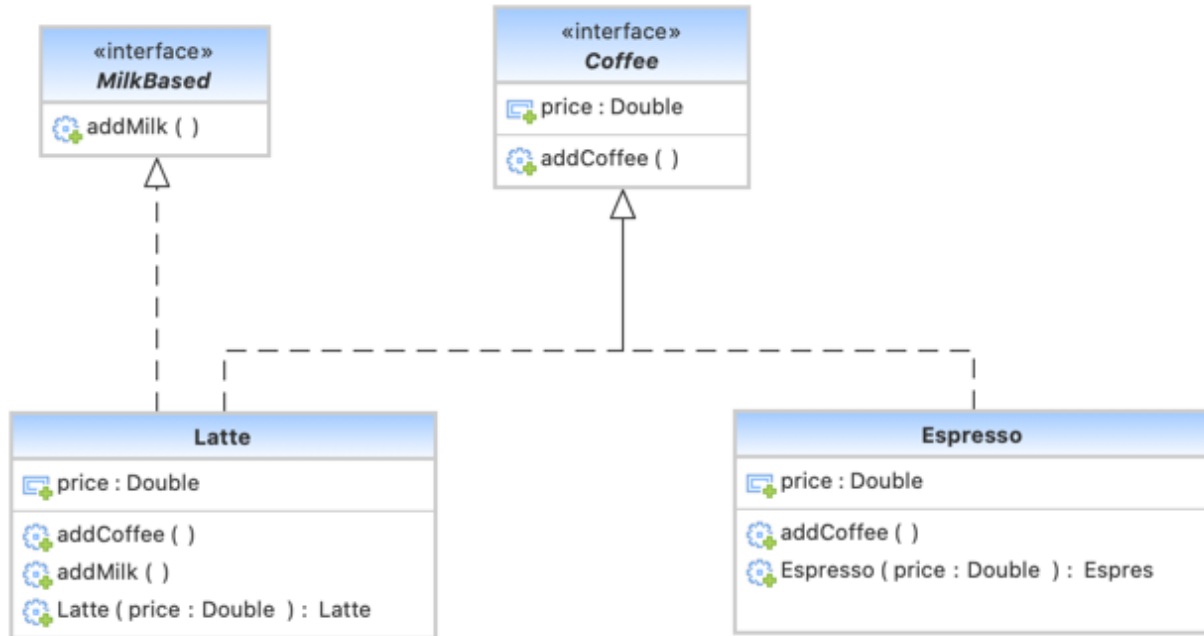 «interface»
MilkBased
addMilk ( )
«interface»
Coffee
price : Double
addCoffee ( )
Latte
price : Double
addCoffee ( )
addMilk ( )
Latte ( price : Double ) : Latte
Espresso
price : Double
addCoffee ( )
Espresso ( price : Double ) : Espres